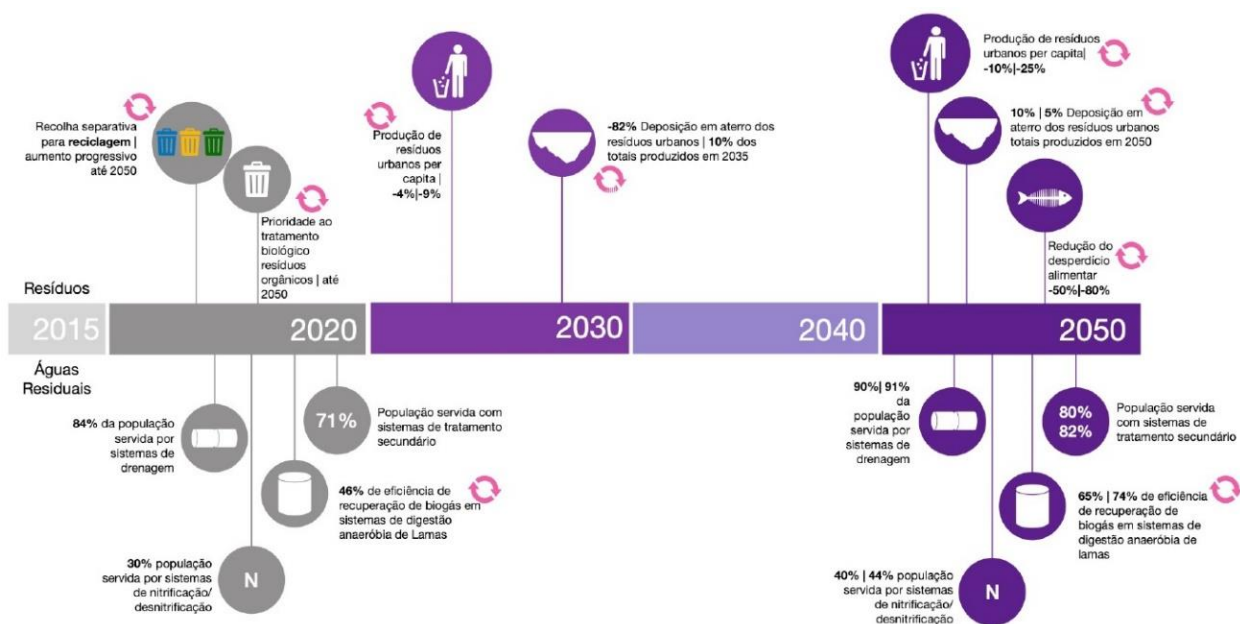 Recolha separativa
para reciclagem |
aumento progressivo
até 2050
Prioridade ao
tratamento
biológico
resíduos
orgânicos | até
2050
Produção de
resíduos
urbanos per
capita |
-4%|-9%
-82% Deposição em aterro dos
resíduos urbanos | 10% dos
totais produzidos em 2035
Produção de resíduos
urbanos per capita|
-10%|-25%
10% | 5% Deposição em
aterro dos resíduos urbanos
totais produzidos em 2050
Redução do
desperdício
alimentar
-50%|-80%
Resíduos
2015
2020
2030
2040
2050
Águas
Residuais
84% da população
servida por
sistemas de
drenagem
30% população
servida por sistemas
de nitrificação/
desnitrificação
N
46% de eficiência de
recuperação de biogás em
sistemas de digestão
anaeróbia de Lamas
71%
População servida com
sistemas de tratamento
secundário
90%| 91%
da
população
servida por
sistemas de
drenagem
40% | 44% população
servida por sistemas
de nitrificação/
desnitrificação
N
65% | 74% de eficiência
de recuperação de
biogás em sistemas de
digestão anaeróbia de
lamas
80%
82%
População servida
com sistemas de
tratamento secundário